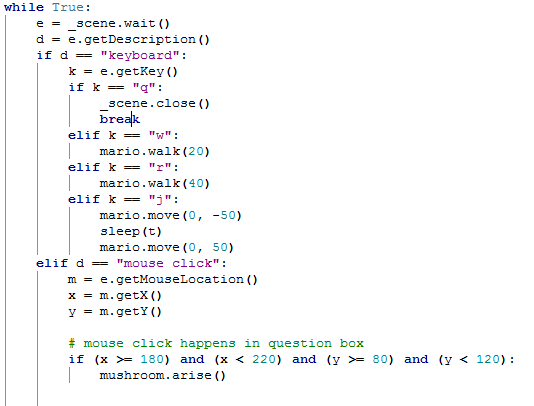 while True:
    e = _scene.wait()
    d = e.getDescription()
    if d == "keyboard":
        k = e.getKey()
        if k == "q":
            _scene.close()
            break
        elif k == "w":
            mario.walk(20)
        elif k == "r":
            mario.walk(40)
        elif k == "j":
            mario.move(0, -50)
            sleep(t)
            mario.move(0, 50)
    elif d == "mouse click":
        m = e.getMouseLocation()
        x = m.getX()
        y = m.getY()

        # mouse click happens in question box
        if (x >= 180) and (x < 220) and (y >= 80) and (y < 120):
            mushroom.arise()